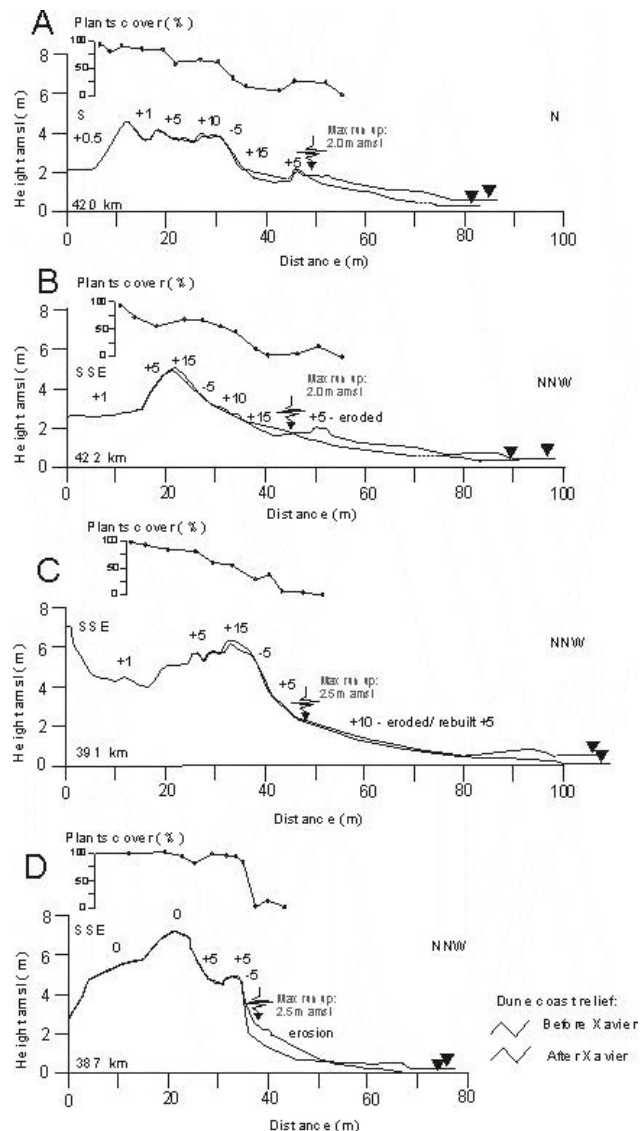 A
Plants cover (%)
100
50
0
Height amsl (m)
8
6
4
2
0
S
N
+0.5
+1
+5
+10
-5
+15
+5
Max run up:
2.0m amsl
42.0 km
0 20 40 60 80 100
Distance (m)
B
Plants cover (%)
100
50
0
Height amsl (m)
8
6
4
2
0
SSE
NNW
+1
+5
+15
-5
+10
+15
Max run up:
2.0m amsl
+5 - eroded
42.2 km
0 20 40 60 80 100
Distance (m)
C
Plants cover (%)
100
50
0
Height amsl (m)
8
6
4
2
0
SSE
NNW
+1
+5
+15
-5
+5
Max run up:
2.5m amsl
+10 - eroded/ rebuilt +5
39.1 km
0 20 40 60 80
Distance (m)
D
Plants cover (%)
100
50
0
Height amsl (m)
8
6
4
2
0
SSE
NNW
0
0
+5
+5
-5
Max run up:
2.5m amsl
erosion
38.7 km
0 20 40 60 80
Distance (m)
Dune coast relief:
Before Xavier
After Xavier